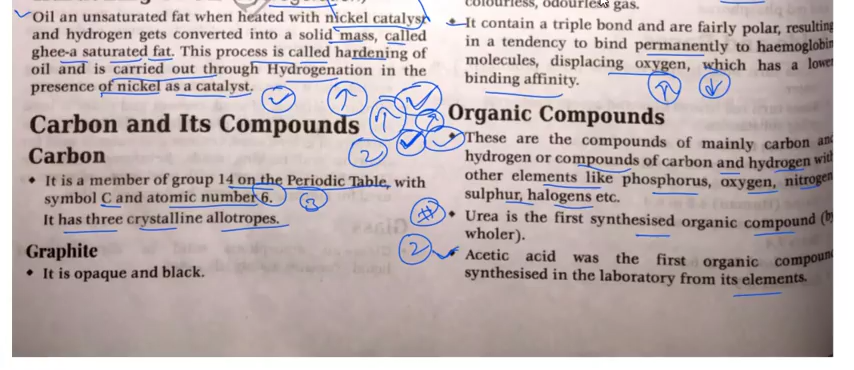 Oil an unsaturated fat when heated with nickel catalyst
and hydrogen gets converted into a solid mass, called
ghee-a saturated fat. This process is called hardening of
oil and is carried out through Hydrogenation in the
presence of nickel as a catalyst.
Carbon and Its Compounds
2
Carbon
• It is a member of group 14 on the Periodic Table, with
symbol C and atomic number 6.
3
It has three crystalline allotropes.
Graphite
• It is opaque and black.
colourless, odourless gas.
• It contain a triple bond and are fairly polar, resulting
in a tendency to bind permanently to haemoglobin
molecules, displacing oxygen, which has a lower
binding affinity.
Organic Compounds
• These are the compounds of mainly carbon and
hydrogen or compounds of carbon and hydrogen with
other elements like phosphorus, oxygen, nitrogen
sulphur, halogens etc.
# • Urea is the first synthesised organic compound (by
wholer).
2 • Acetic acid was the first organic compoun
synthesised in the laboratory from its elements.